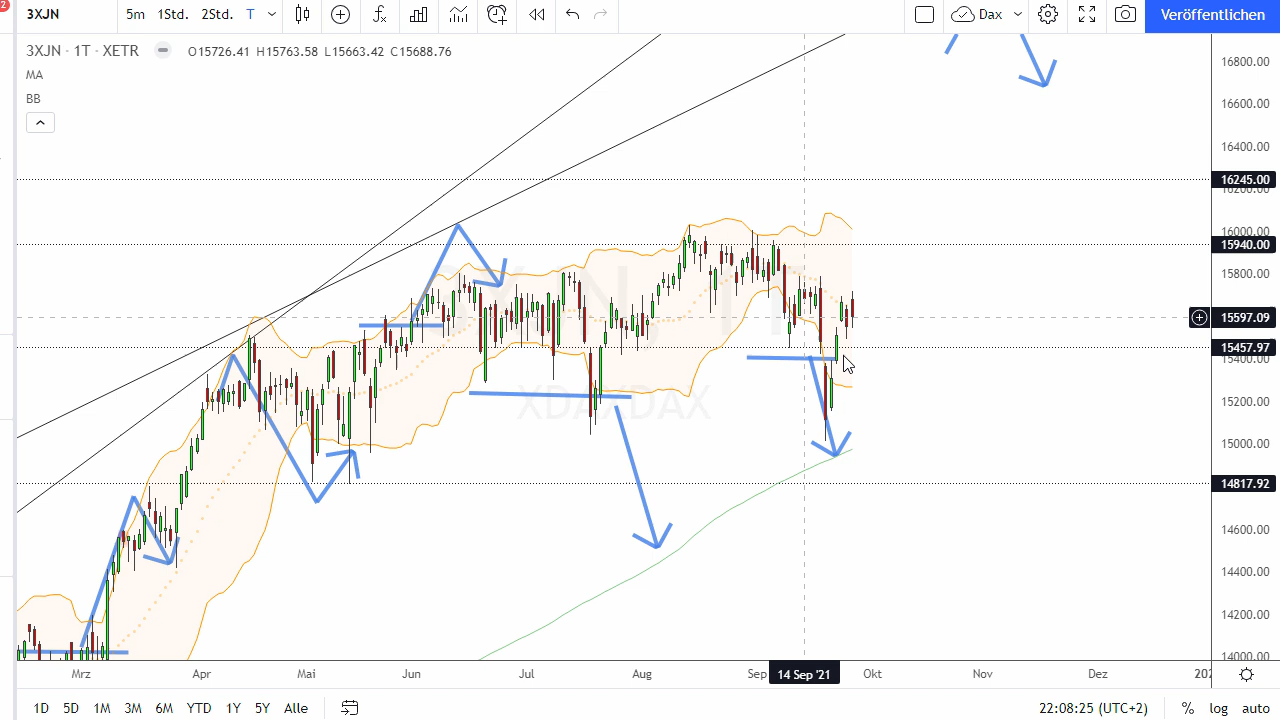 2
3XJN 5m 1Std. 2Std. T Dax Veröffentlichen
3XJN · 1T · XETR O15726.41 H15763.58 L15663.42 C15688.76
MA
BB
16800.00
16600.00
16400.00
16245.00
16200.00
16000.00
15940.00
15800.00
15597.09
15457.97
15400.00
15200.00
XDAXDAX
15000.00
14817.92
14600.00
14400.00
14200.00
14000.00
Mrz Apr Mai Jun Jul Aug Sep 14 Sep '21 Okt Nov Dez
1D 5D 1M 3M 6M YTD 1Y 5Y Alle 22:08:25 (UTC+2) % log auto